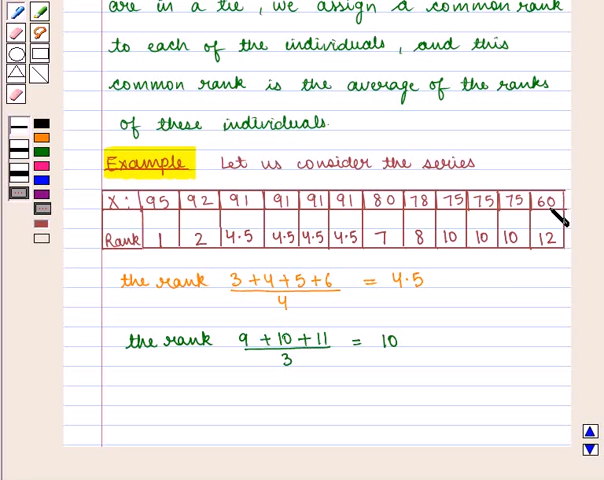 are in a tie, we assign a common rank
to each of the individuals, and this
common rank is the average of the ranks
of these individuals.
Example Let us consider the series
X: 95 92 91 91 91 91 80 78 75 75 75 60
Rank 1 2 4.5 4.5 4.5 4.5 7 8 10 10 10 12
the rank 3+4+5+6/4 = 4.5
the rank 9+10+11/3 = 10